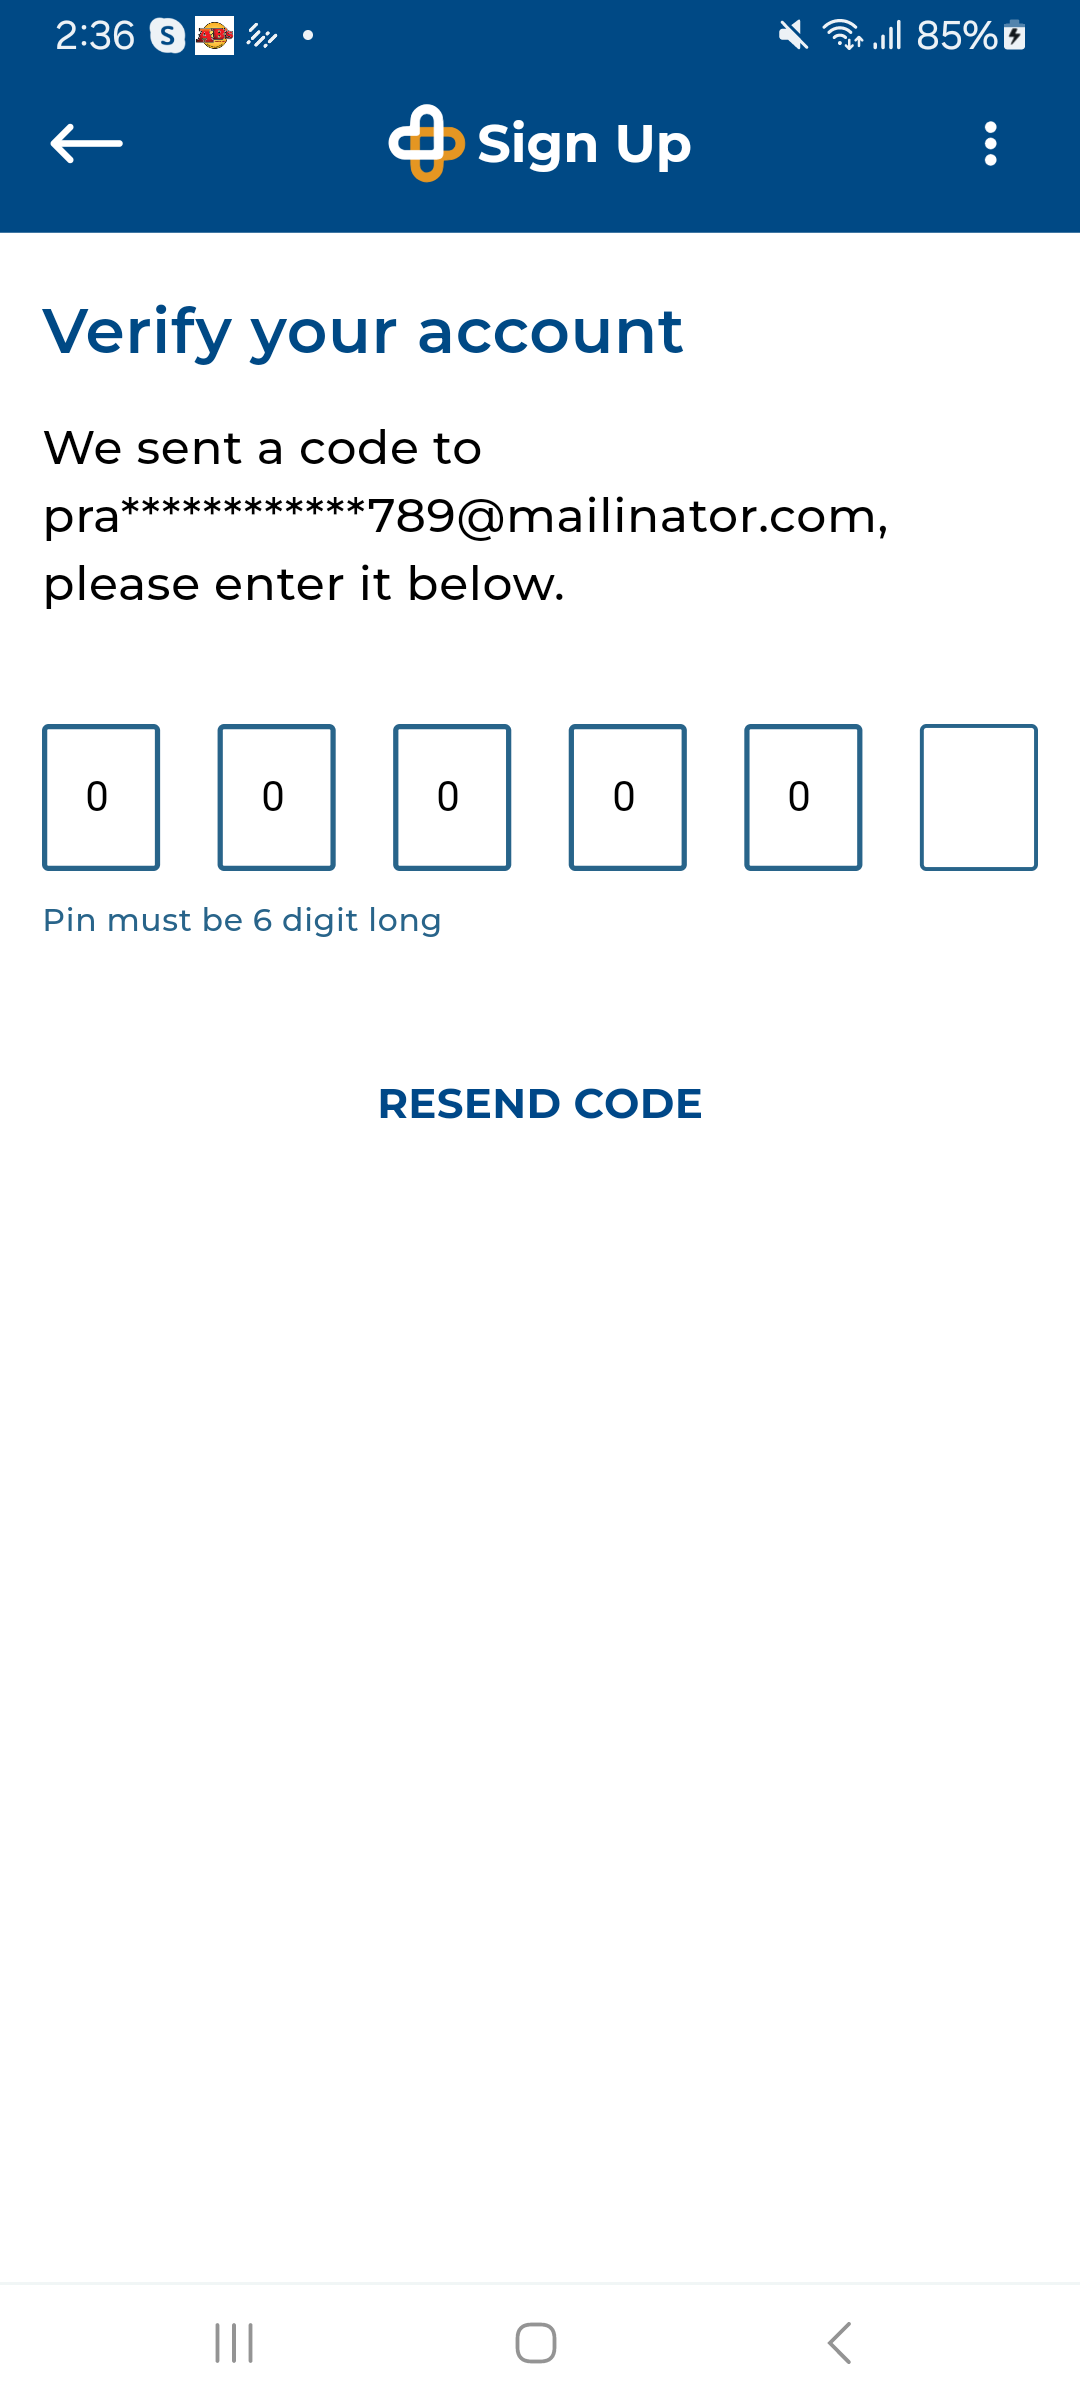 2:36 S 85%
Sign Up
Verify your account
We sent a code to
pra************789@mailinator.com,
please enter it below.
0 0 0 0 0
Pin must be 6 digit long
RESEND CODE